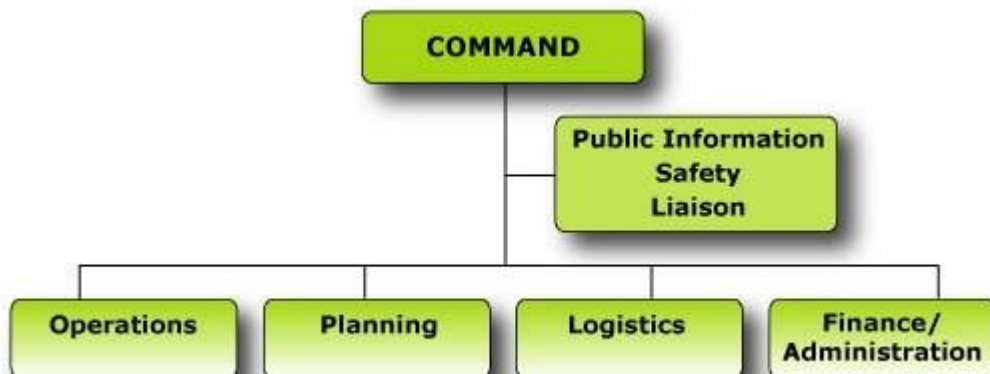 COMMAND
Public Information
Safety
Liaison
Operations
Planning
Logistics
Finance/
Administration